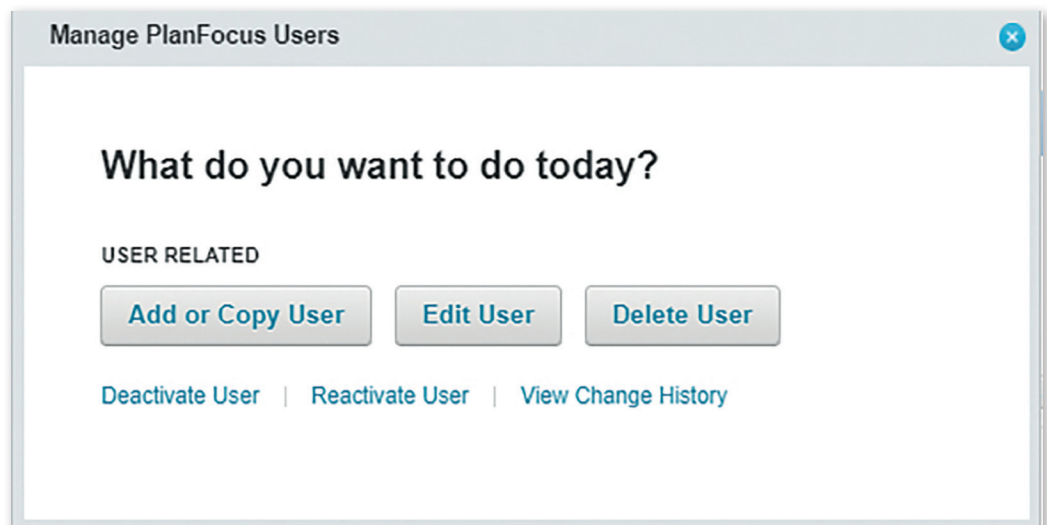 Manage PlanFocus Users
What do you want to do today?
USER RELATED
Add or Copy User Edit User Delete User
Deactivate User | Reactivate User | View Change History